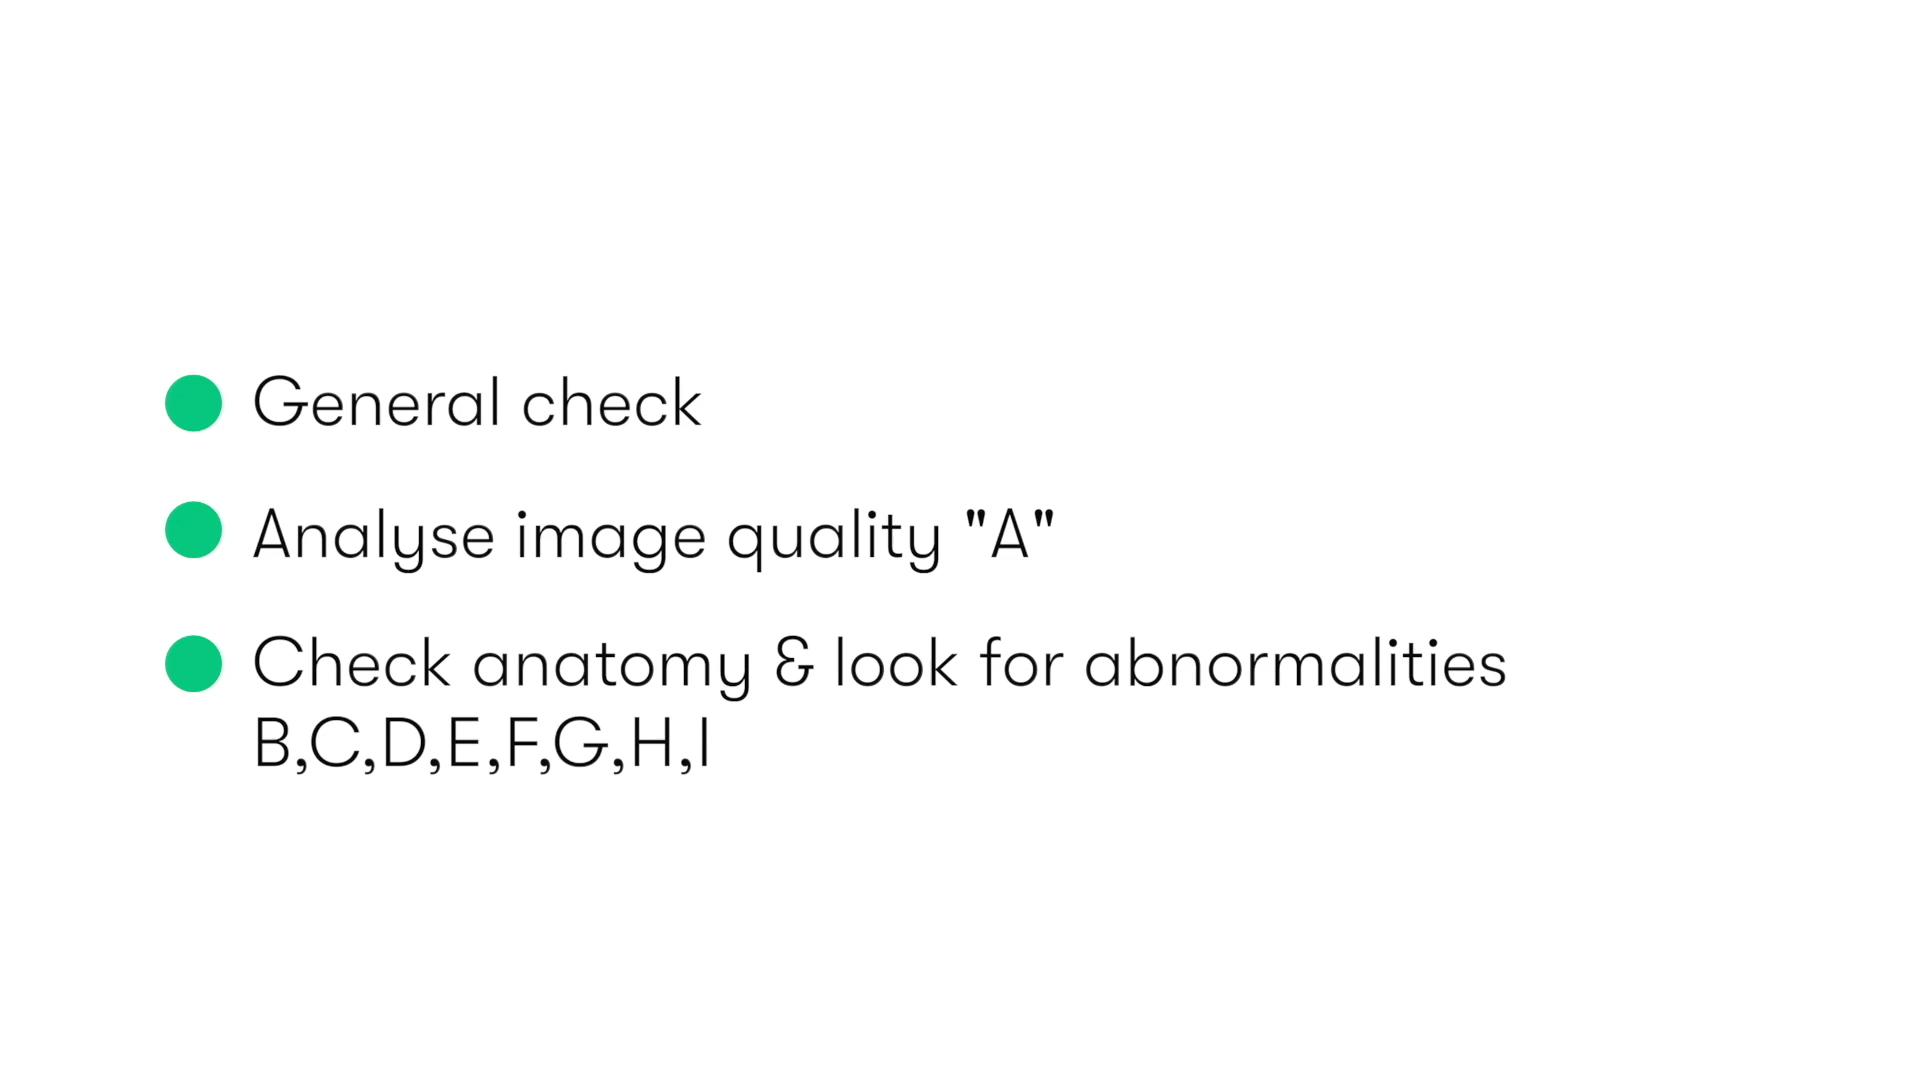 General check
Analyse image quality "A"
Check anatomy & look for abnormalities
B,C,D,E,F,G,H,I